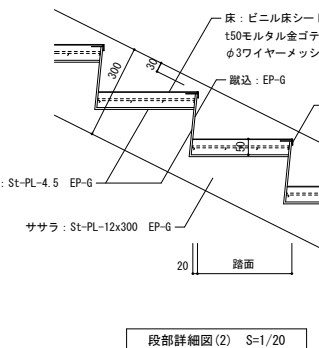 床：ビニル床シート
t50モルタル金ゴテ
φ3ワイヤーメッシ
30
300
蹴込：EP-G
50
：St-PL-4.5　EP-G
ササラ：St-PL-12x300　EP-G
20
踏面
段部詳細図(2)　S=1/20